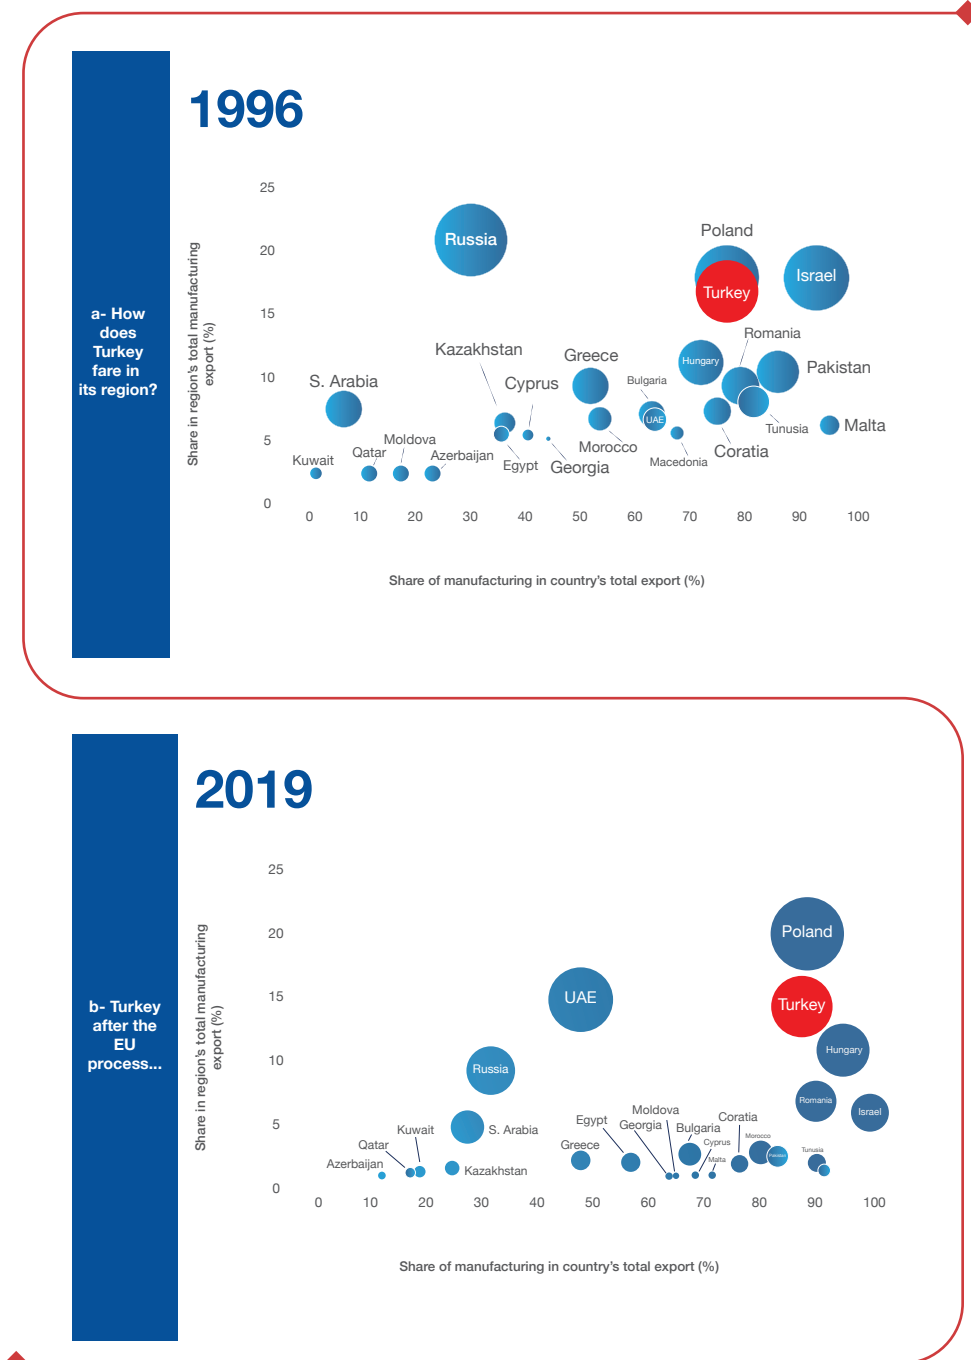 1996
a- How
does
Turkey
fare in
its region?
Share in region's total manufacturing
export (%)
25
20
15
10
5
0
Russia
Poland
Turkey
Israel
Romania
Hungary
Pakistan
Kazakhstan
Greece
S. Arabia
Cyprus
Bulgaria
UAE
Tunusia
Malta
Kuwait
Qatar
Moldova
Azerbaijan
Egypt
Georgia
Morocco
Macedonia
Coratia
0 10 20 30 40 50 60 70 80 90 100
Share of manufacturing in country's total export (%)
2019
b- Turkey
after the
EU
process...
Share in region's total manufacturing
export (%)
25
20
15
10
5
0
Poland
UAE
Turkey
Hungary
Russia
Romania
Israel
S. Arabia
Kuwait
Qatar
Azerbaijan
Kazakhstan
Egypt
Greece
Moldova
Georgia
Bulgaria
Coratia
Cyprus
Malta
Morocco
Pakistan
Tunusia
0 10 20 30 40 50 60 70 80 90 100
Share of manufacturing in country's total export (%)